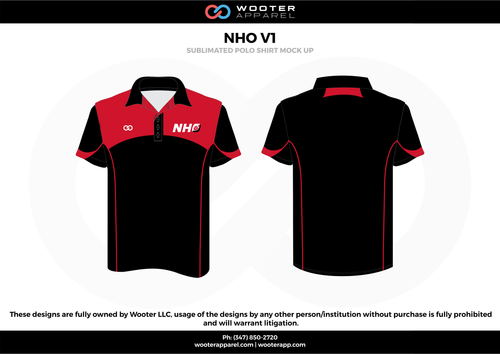 WOOTER
APPAREL
NHO V1
SUBLIMATED POLO SHIRT MOCK UP
NHO
These designs are fully owned by Wooter LLC, usage of the designs by any other person/institution without purchase is fully prohibited
and will warrant litigation.
Ph: (347) 850-2720
wooterapparel.com | wooterapp.com